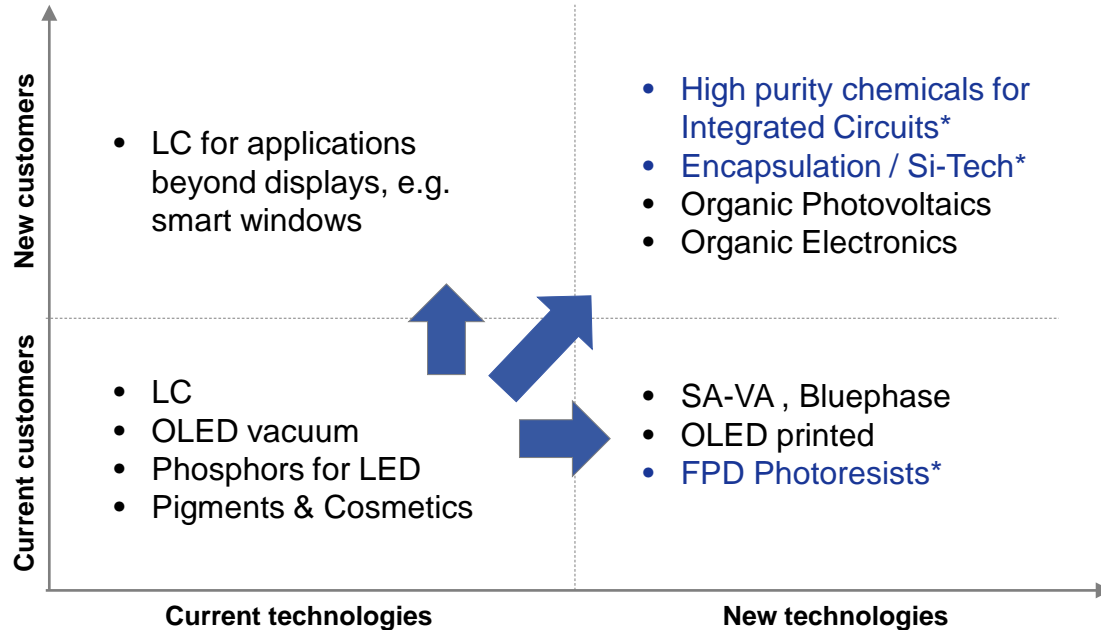 New customers
• LC for applications
beyond displays, e.g.
smart windows
• High purity chemicals for
Integrated Circuits*
• Encapsulation / Si-Tech*
• Organic Photovoltaics
• Organic Electronics
Current customers
• LC
• OLED vacuum
• Phosphors for LED
• Pigments & Cosmetics
• SA-VA , Bluephase
• OLED printed
• FPD Photoresists*
Current technologies
New technologies